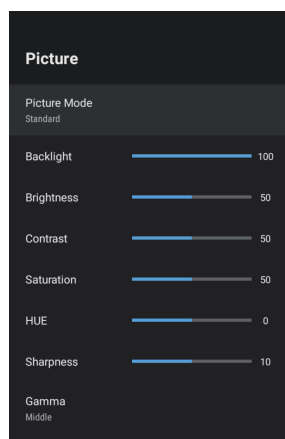 Picture
Picture Mode
Standard
Backlight 100
Brightness 50
Contrast 50
Saturation 50
HUE 0
Sharpness 10
Gamma
Middle